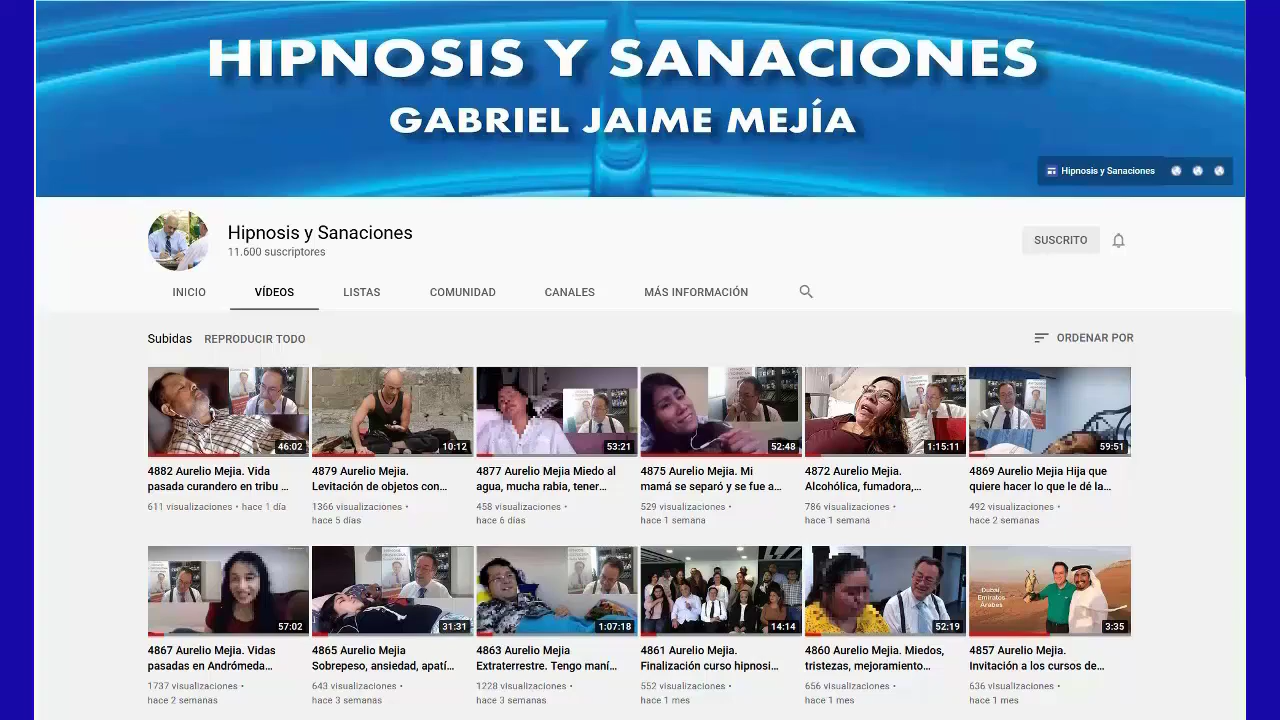 HIPNOSIS Y SANACIONES
GABRIEL JAIME MEJÍA
Hipnosis y Sanaciones
Hipnosis y Sanaciones
11.600 suscriptores
SUSCRITO
INICIO VÍDEOS LISTAS COMUNIDAD CANALES MÁS INFORMACIÓN
Subidas REPRODUCIR TODO ORDENAR POR
46:02 10:12 53:21 52:48 1:15:11 59:51
4882 Aurelio Mejia. Vida
pasada curandero en tribu ...
611 visualizaciones • hace 1 día
4879 Aurelio Mejia.
Levitación de objetos con...
1366 visualizaciones •
hace 5 días
4877 Aurelio Mejia Miedo al
agua, mucha rabia, tener...
458 visualizaciones •
hace 6 días
4875 Aurelio Mejia. Mi
mamá se separó y se fue a...
529 visualizaciones •
hace 1 semana
4872 Aurelio Mejia.
Alcohólica, fumadora,...
786 visualizaciones •
hace 1 semana
4869 Aurelio Mejia Hija que
quiere hacer lo que le dé la...
492 visualizaciones •
hace 2 semanas
Dubai,
Emiratos
Arabes
57:02 31:31 1:07:18 14:14 52:19 3:35
4867 Aurelio Mejia. Vidas
pasadas en Andrómeda...
1737 visualizaciones •
hace 2 semanas
4865 Aurelio Mejia
Sobrepeso, ansiedad, apatí...
643 visualizaciones •
hace 3 semanas
4863 Aurelio Mejia
Extraterrestre. Tengo maní...
1228 visualizaciones •
hace 3 semanas
4861 Aurelio Mejia.
Finalización curso hipnosi...
552 visualizaciones •
hace 1 mes
4860 Aurelio Mejia. Miedos,
tristezas, mejoramiento...
656 visualizaciones •
hace 1 mes
4857 Aurelio Mejia.
Invitación a los cursos de...
636 visualizaciones •
hace 1 mes